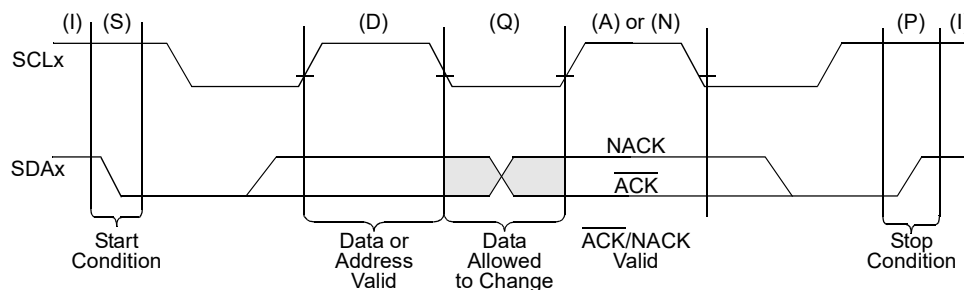 (I) (S) (D) (Q) (A) or (N) (P) (I
SCLx
SDAx
NACK
ACK
Start
Condition
Data or
Address
Valid
Data
Allowed
to Change
ACK/NACK
Valid
Stop
Condition